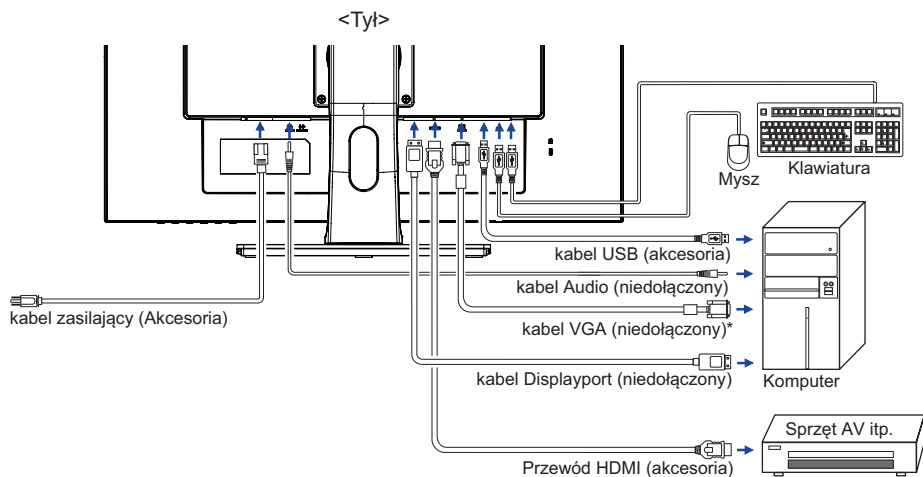 <Tył>
Mysz
Klawiatura
kabel USB (akcesoria)
kabel Audio (niedołączony)
kabel zasilający (Akcesoria)
kabel VGA (niedołączony)*
kabel Displayport (niedołączony)
Komputer
Sprzęt AV itp.
Przewód HDMI (akcesoria)